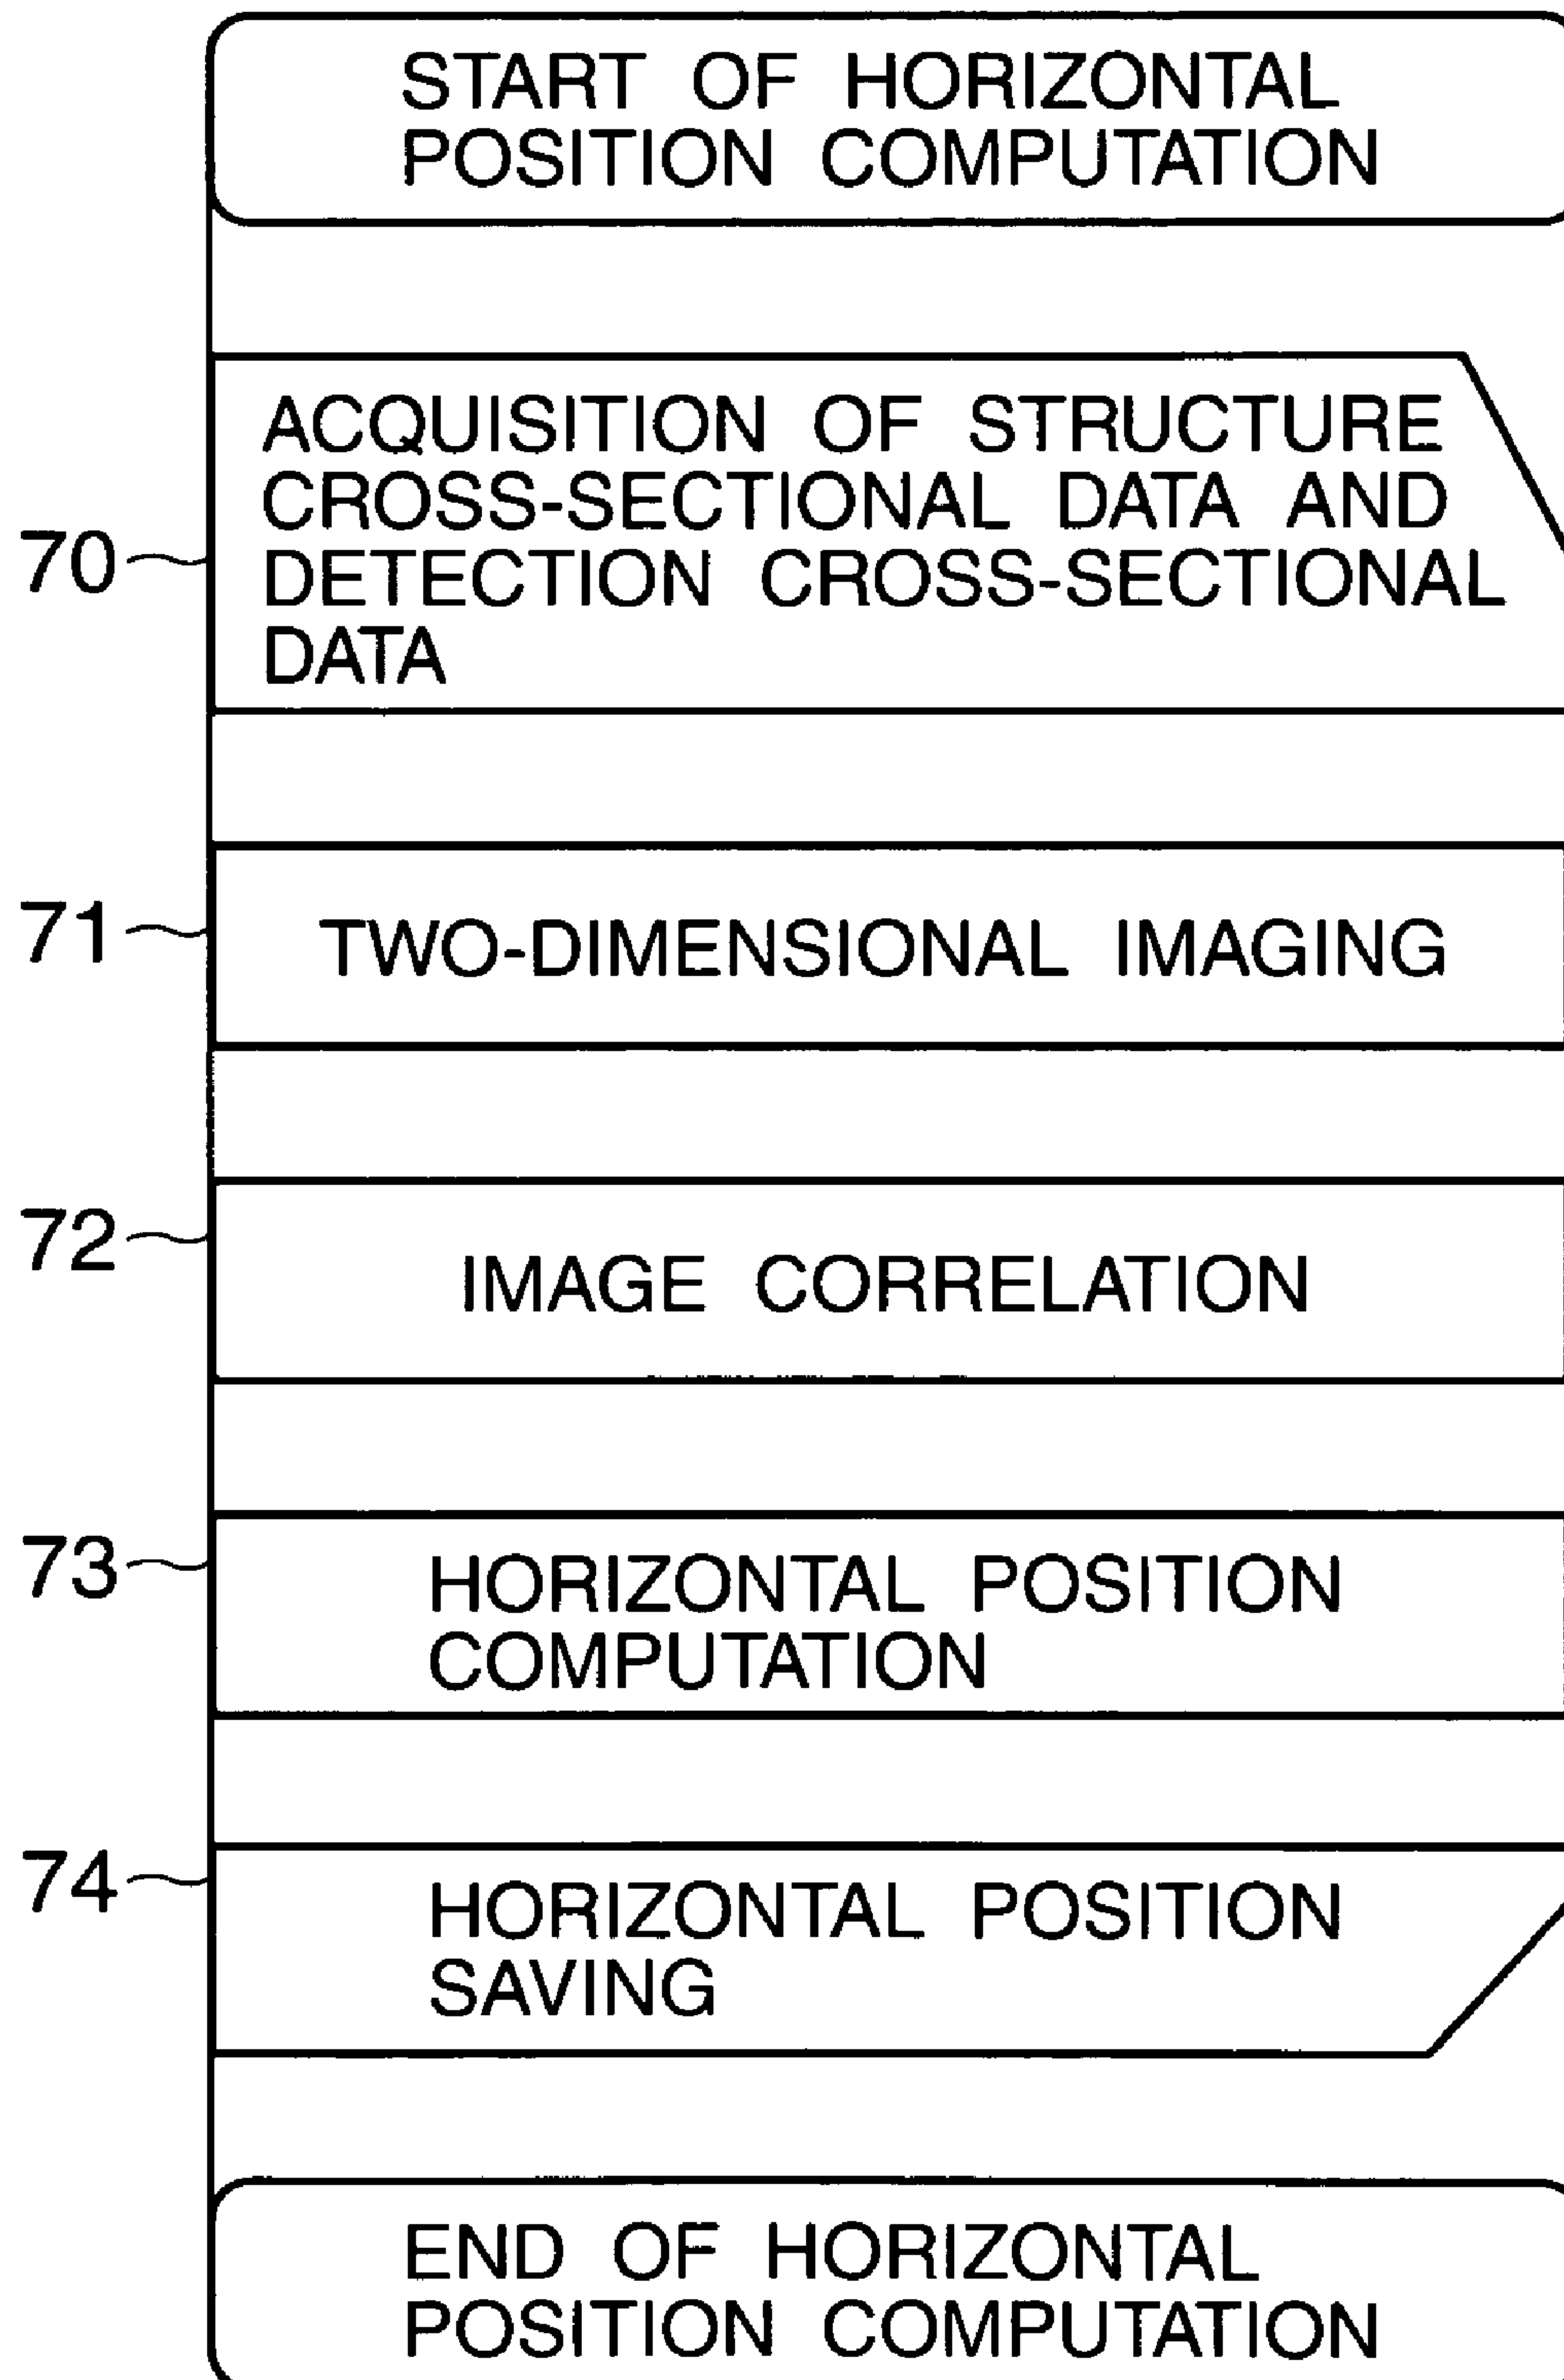 START OF HORIZONTAL
POSITION COMPUTATION
70
ACQUISITION OF STRUCTURE
CROSS-SECTIONAL DATA AND
DETECTION CROSS-SECTIONAL
DATA
71
TWO-DIMENSIONAL IMAGING
72
IMAGE CORRELATION
73
HORIZONTAL POSITION
COMPUTATION
74
HORIZONTAL POSITION
SAVING
END OF HORIZONTAL
POSITION COMPUTATION